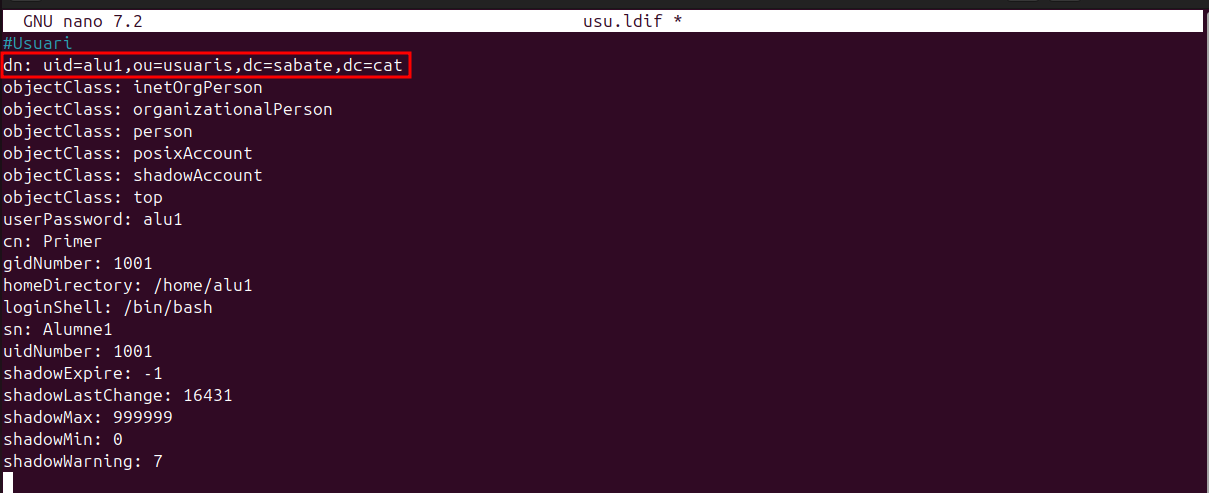 GNU nano 7.2 usu.ldif *
#Usuari
dn: uid=alu1,ou=usuaris,dc=sabate,dc=cat
objectClass: inetOrgPerson
objectClass: organizationalPerson
objectClass: person
objectClass: posixAccount
objectClass: shadowAccount
objectClass: top
userPassword: alu1
cn: Primer
gidNumber: 1001
homeDirectory: /home/alu1
loginShell: /bin/bash
sn: Alumne1
uidNumber: 1001
shadowExpire: -1
shadowLastChange: 16431
shadowMax: 999999
shadowMin: 0
shadowWarning: 7